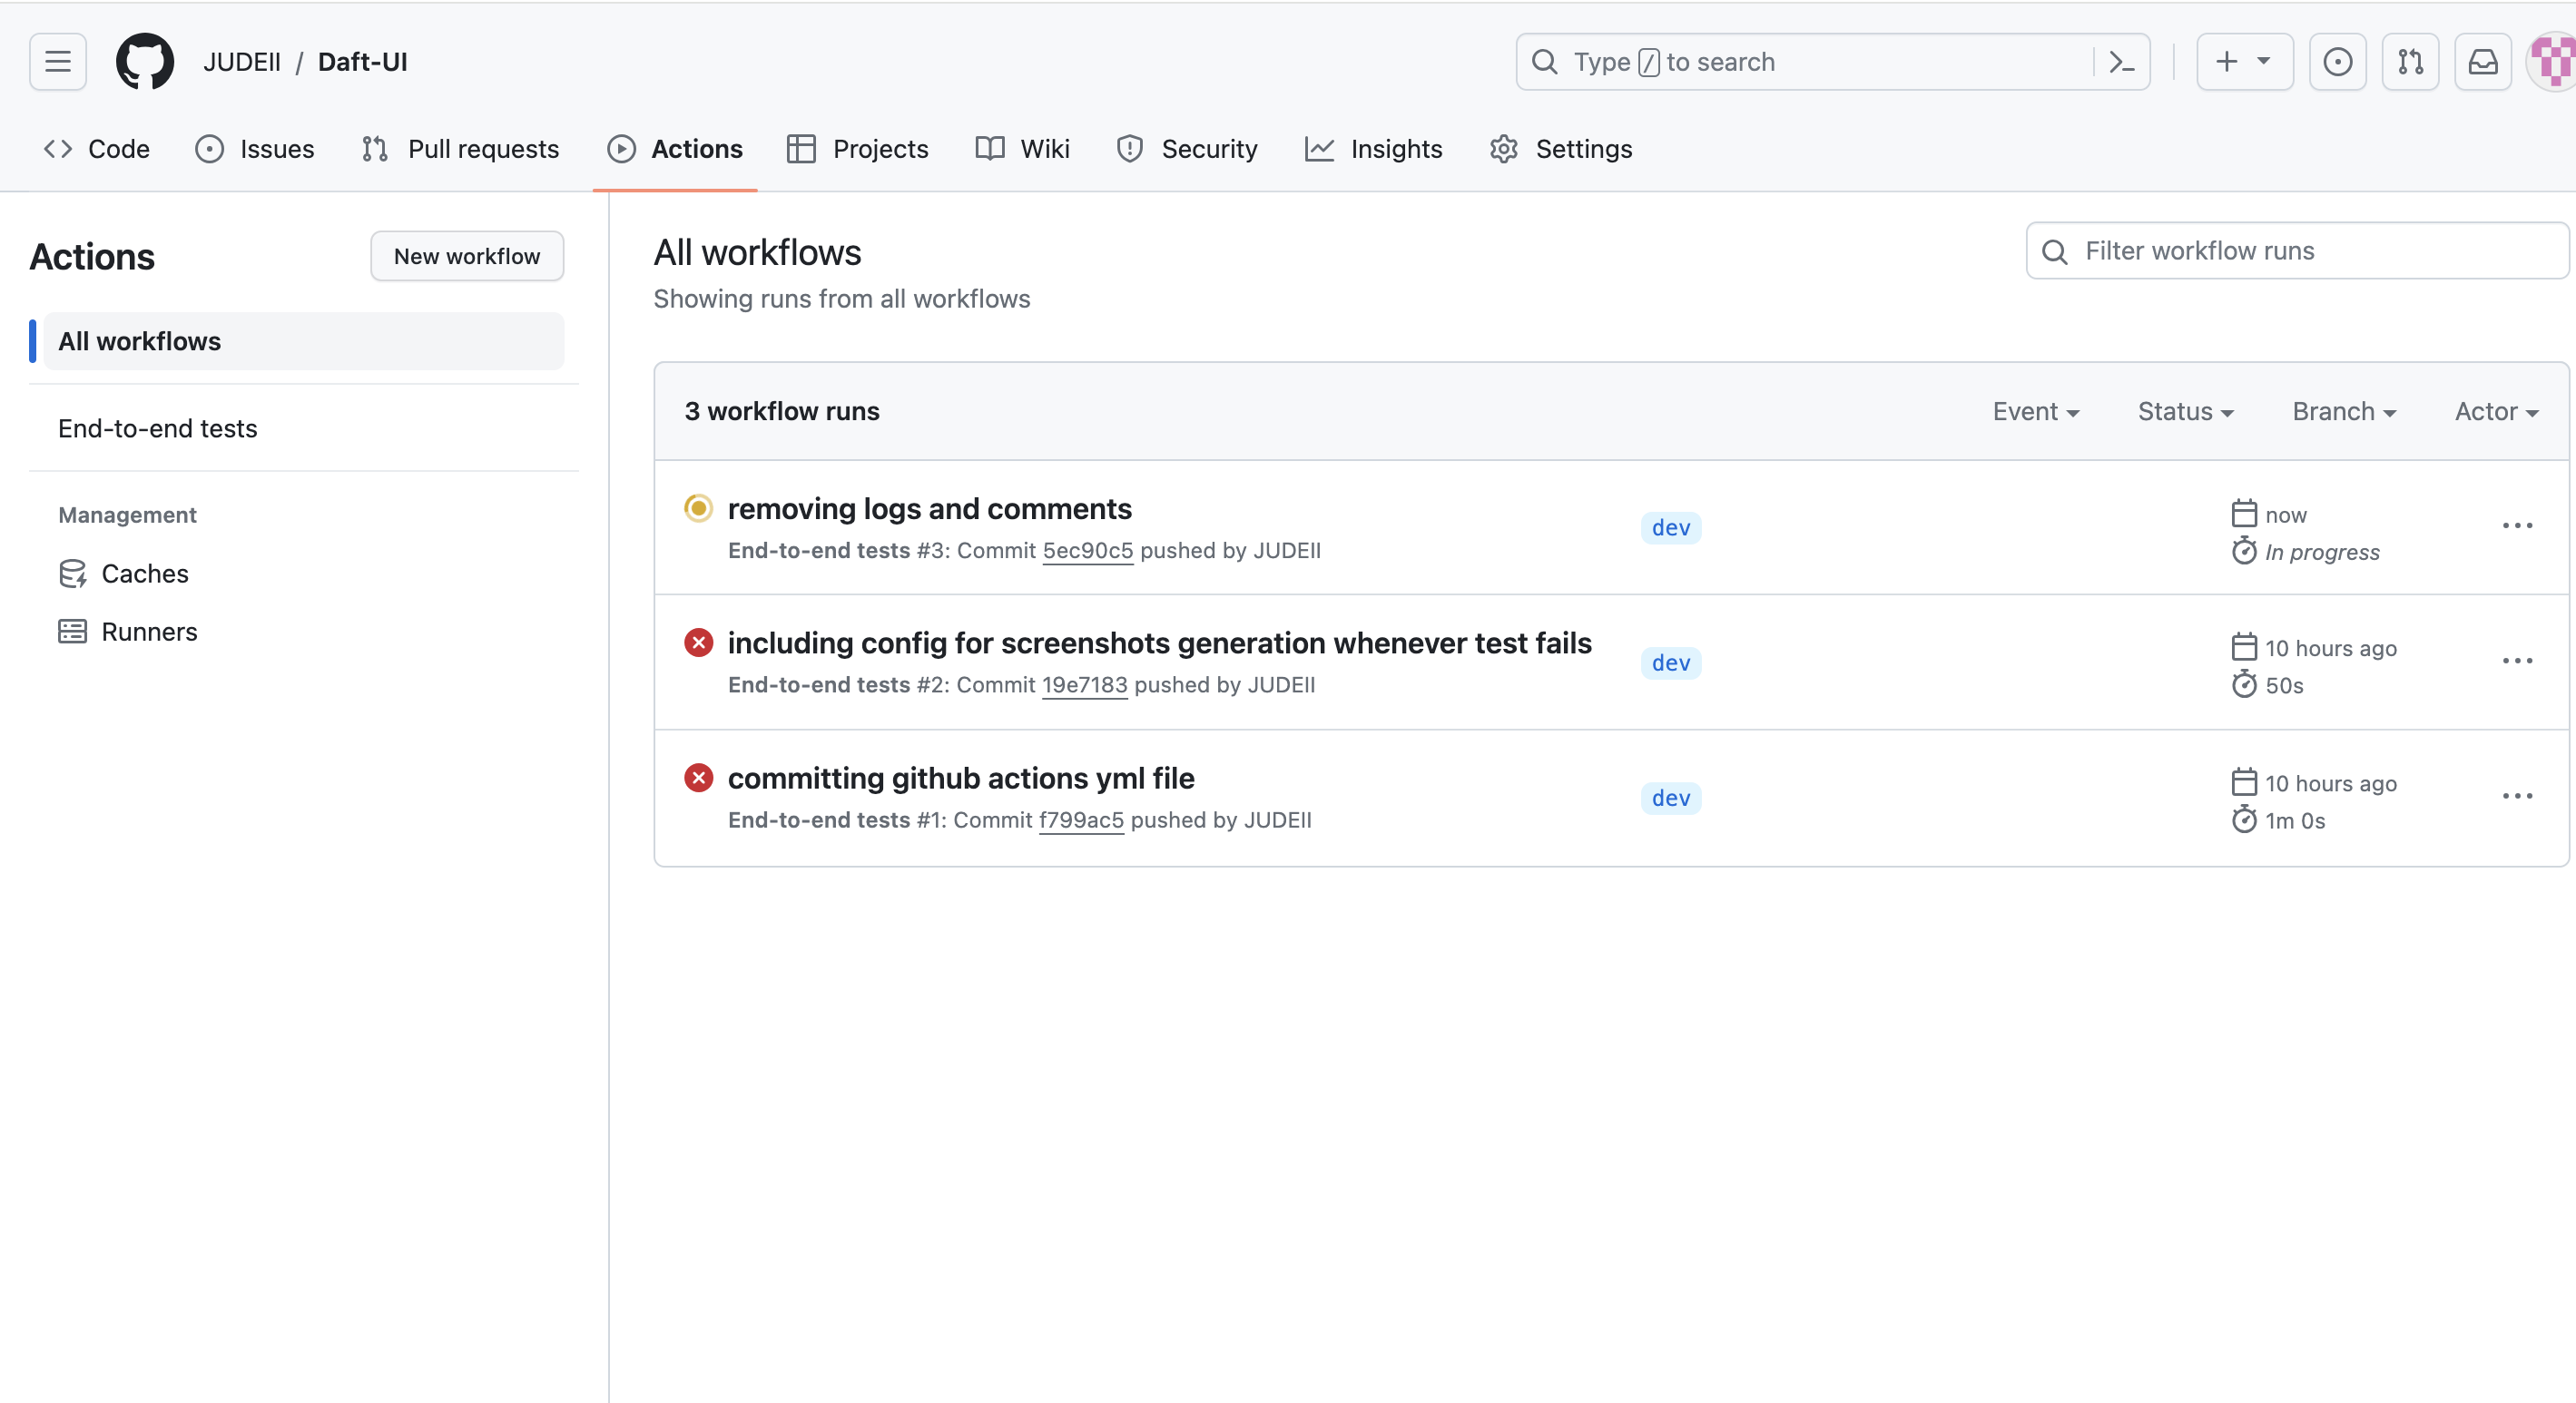 JUDEII / Daft-UI
Type / to search
Code
Issues
Pull requests
Actions
Projects
Wiki
Security
Insights
Settings
Actions
New workflow
All workflows
End-to-end tests
Management
Caches
Runners
All workflows
Showing runs from all workflows
Filter workflow runs
3 workflow runs
Event
Status
Branch
Actor
removing logs and comments
End-to-end tests #3: Commit 5ec90c5 pushed by JUDEII
dev
now
In progress
including config for screenshots generation whenever test fails
End-to-end tests #2: Commit 19e7183 pushed by JUDEII
dev
10 hours ago
50s
committing github actions yml file
End-to-end tests #1: Commit f799ac5 pushed by JUDEII
dev
10 hours ago
1m 0s